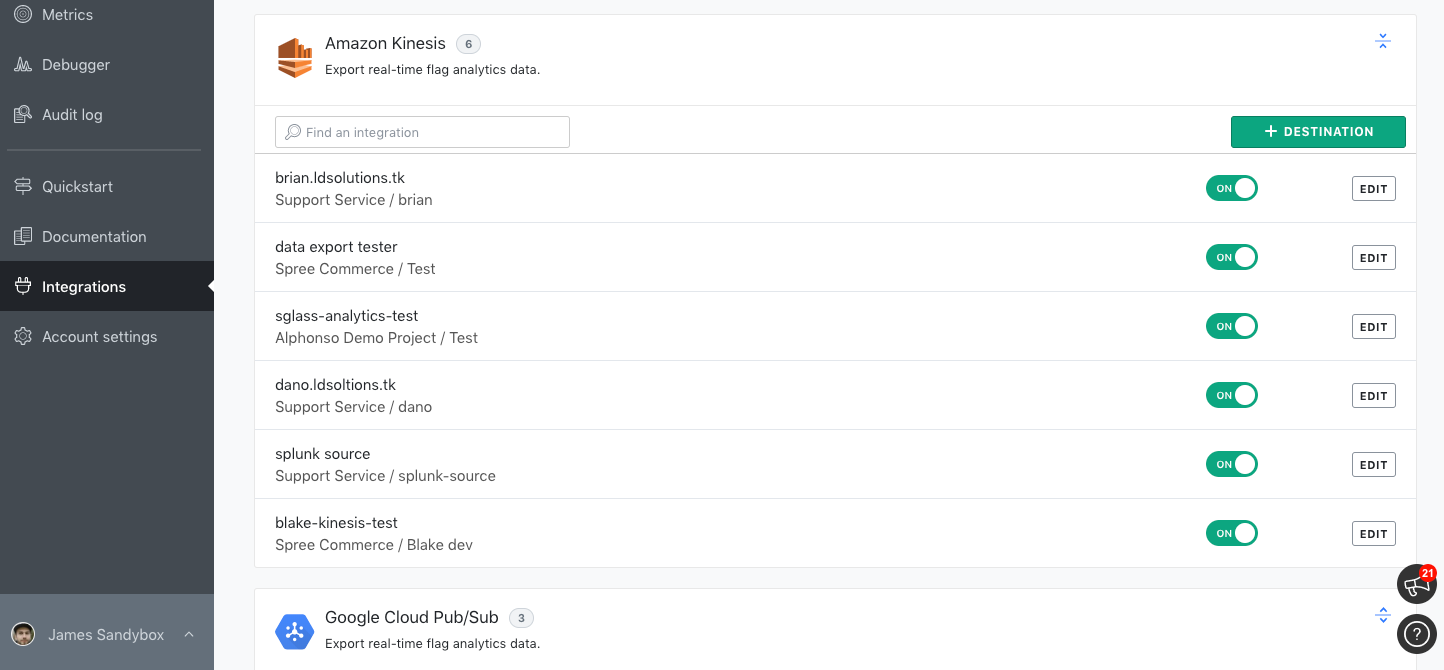 Metrics
Debugger
Audit log
Quickstart
Documentation
Integrations
Account settings
James Sandybox
Amazon Kinesis 6
Export real-time flag analytics data.
Find an integration
+ DESTINATION
brian.ldsolutions.tk
Support Service / brian
ON
EDIT
data export tester
Spree Commerce / Test
ON
EDIT
sglass-analytics-test
Alphonso Demo Project / Test
ON
EDIT
dano.ldsoltions.tk
Support Service / dano
ON
EDIT
splunk source
Support Service / splunk-source
ON
EDIT
blake-kinesis-test
Spree Commerce / Blake dev
ON
EDIT
Google Cloud Pub/Sub 3
Export real-time flag analytics data.
21
?